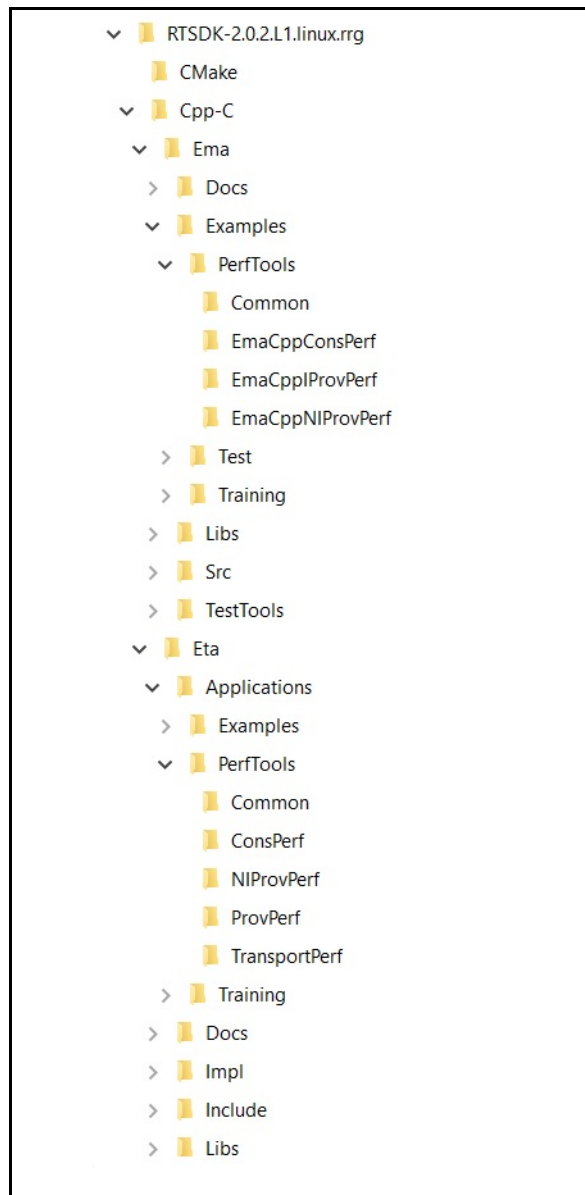 RTSDK-2.0.2.L1.linux.rrg
CMake
Cpp-C
Ema
Docs
Examples
PerfTools
Common
EmaCppConsPerf
EmaCppIProvPerf
EmaCppNIProvPerf
Test
Training
Libs
Src
TestTools
Eta
Applications
Examples
PerfTools
Common
ConsPerf
NIProvPerf
ProvPerf
TransportPerf
Training
Docs
Impl
Include
Libs